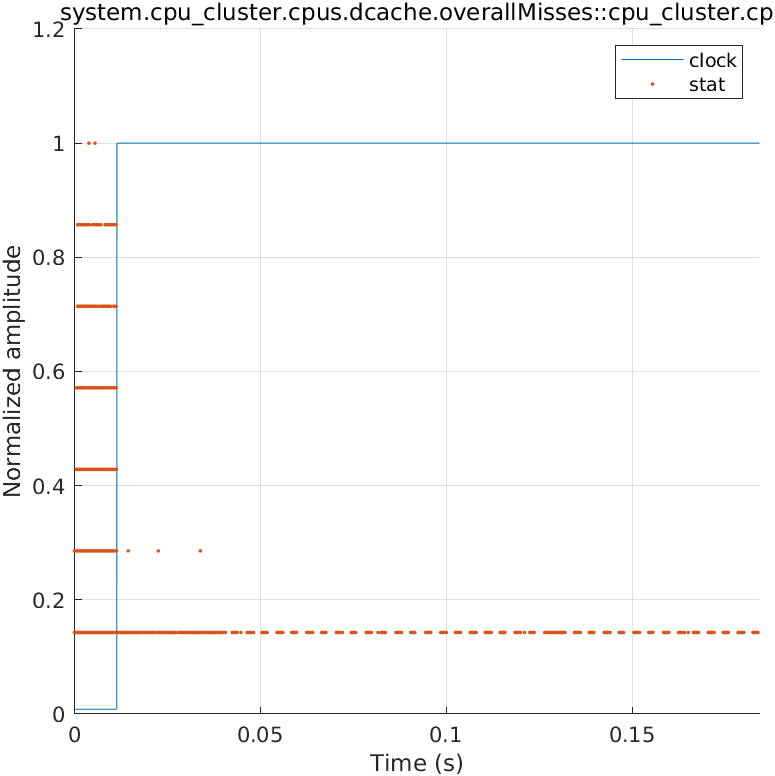 system.cpu_cluster.cpus.dcache.overallMisses::cpu_cluster.cp
1.2
1
0.8
0.6
0.4
0.2
0
Normalized amplitude
clock
stat
0 0.05 0.1 0.15
Time (s)